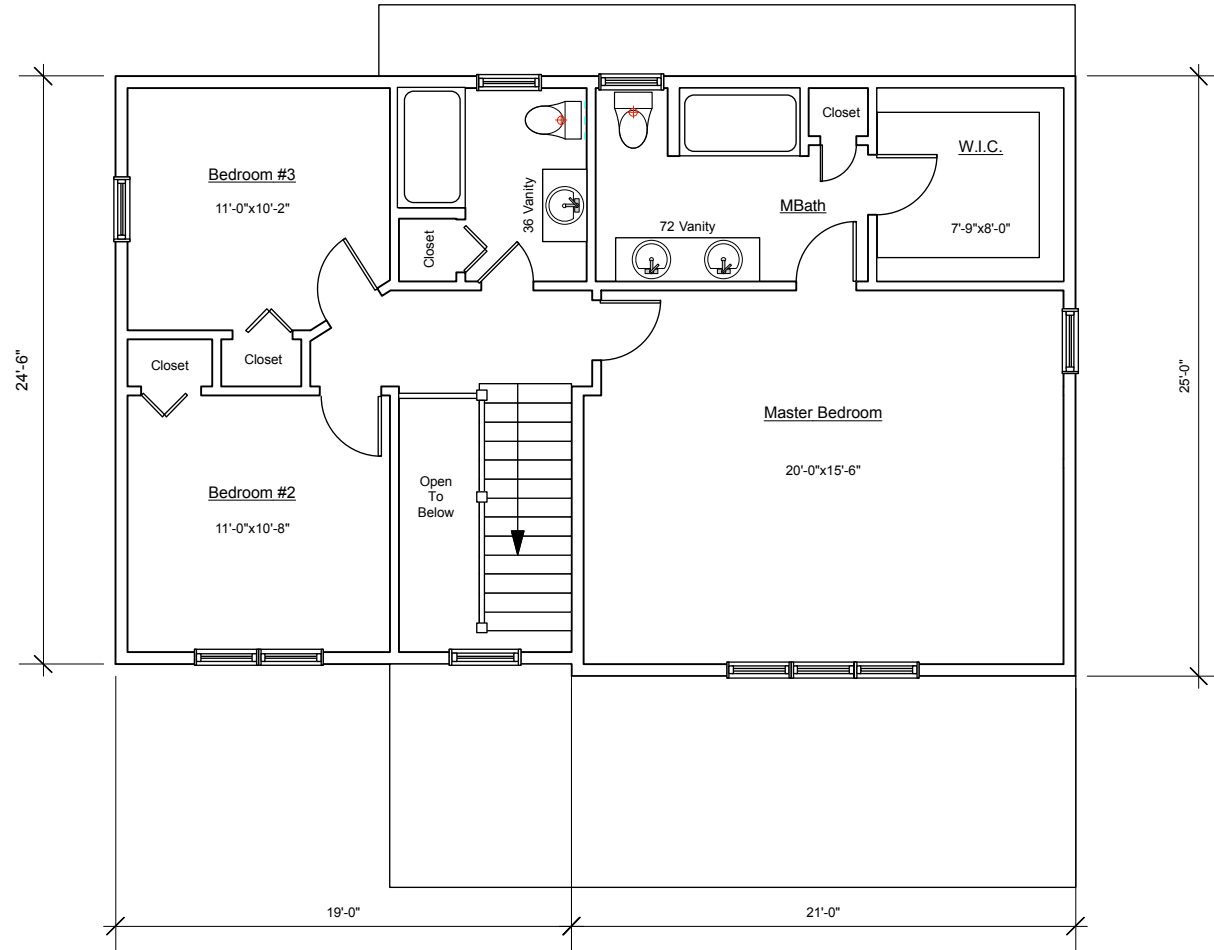 Closet
W.I.C.
Bedroom #3
11'-0"x10'-2"
36 Vanity
MBath
7'-9"x8'-0"
72 Vanity
Closet
24'-6"
25'-0"
Closet
Closet
Master Bedroom
20'-0"x15'-6"
Open
To
Below
Bedroom #2
11'-0"x10'-8"
19'-0"
21'-0"